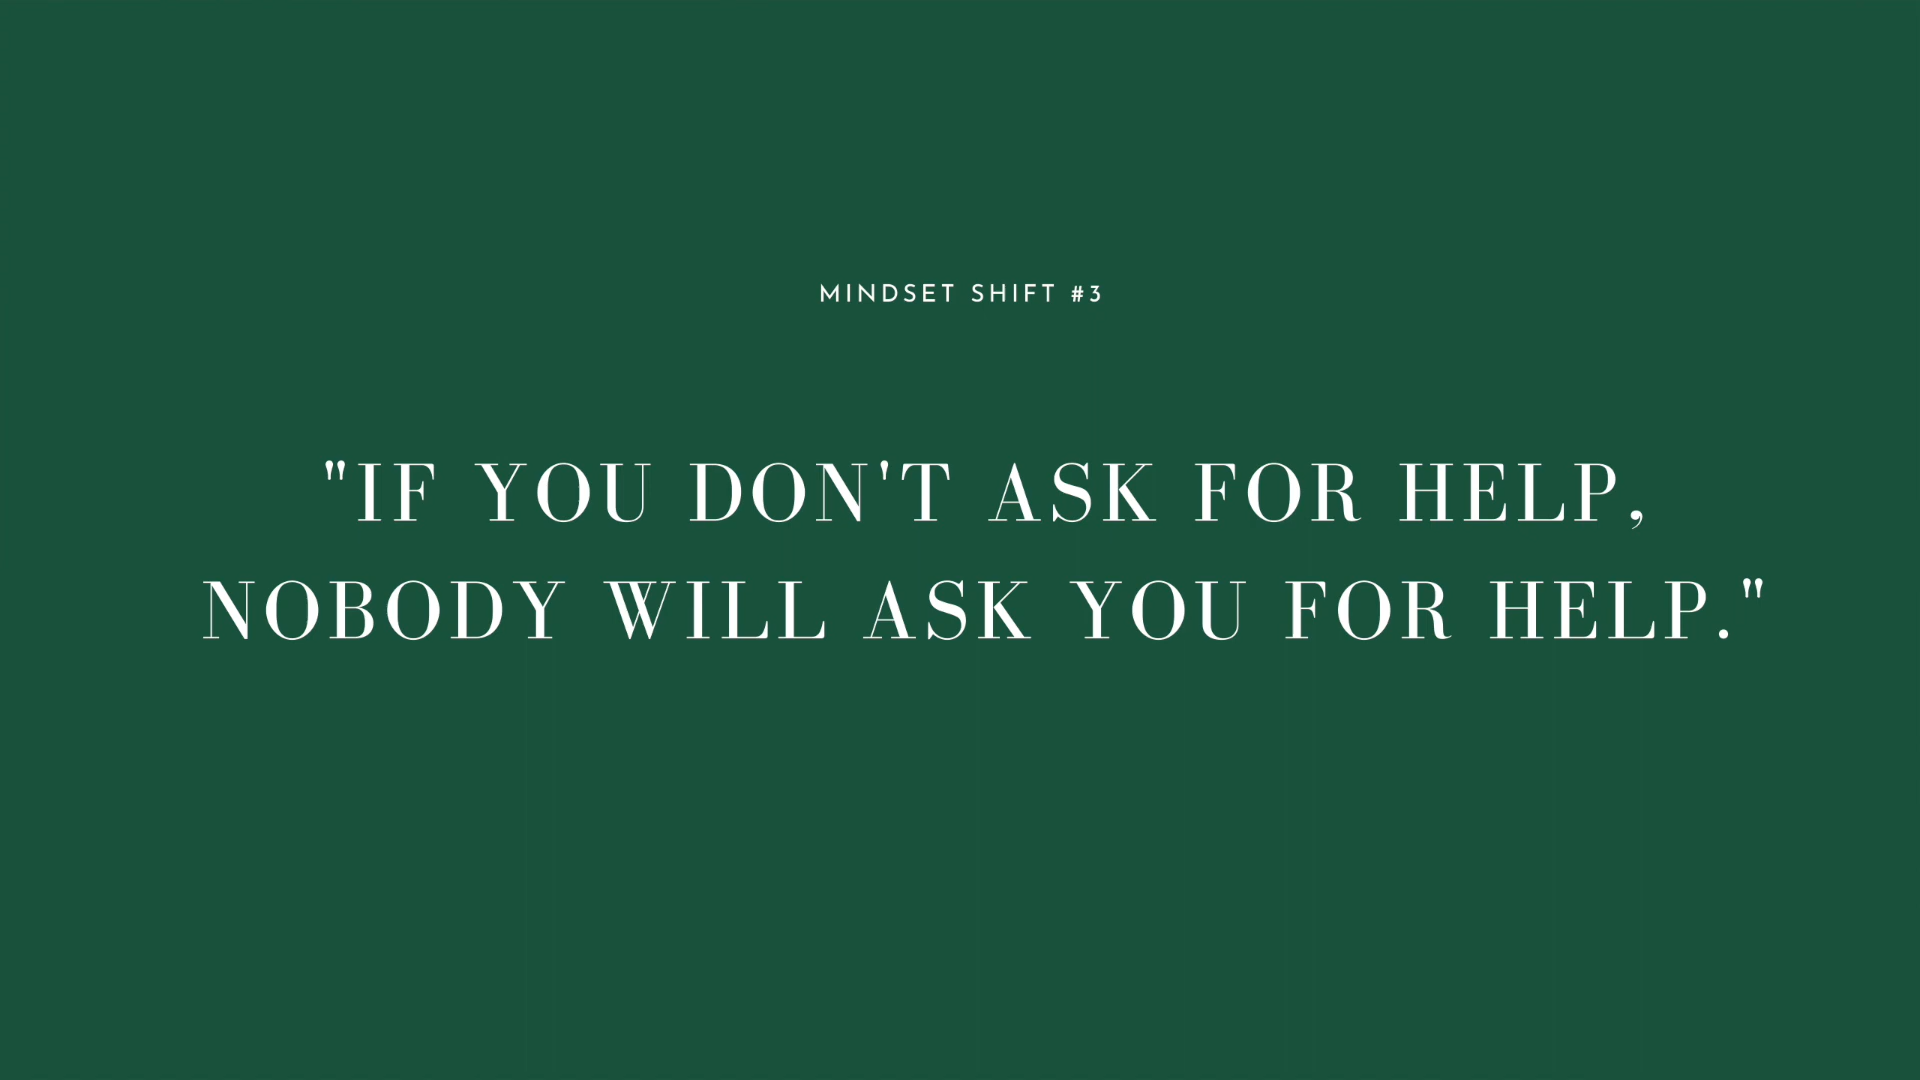 MINDSET SHIFT #3
"IF YOU DON'T ASK FOR HELP,
NOBODY WILL ASK YOU FOR HELP."